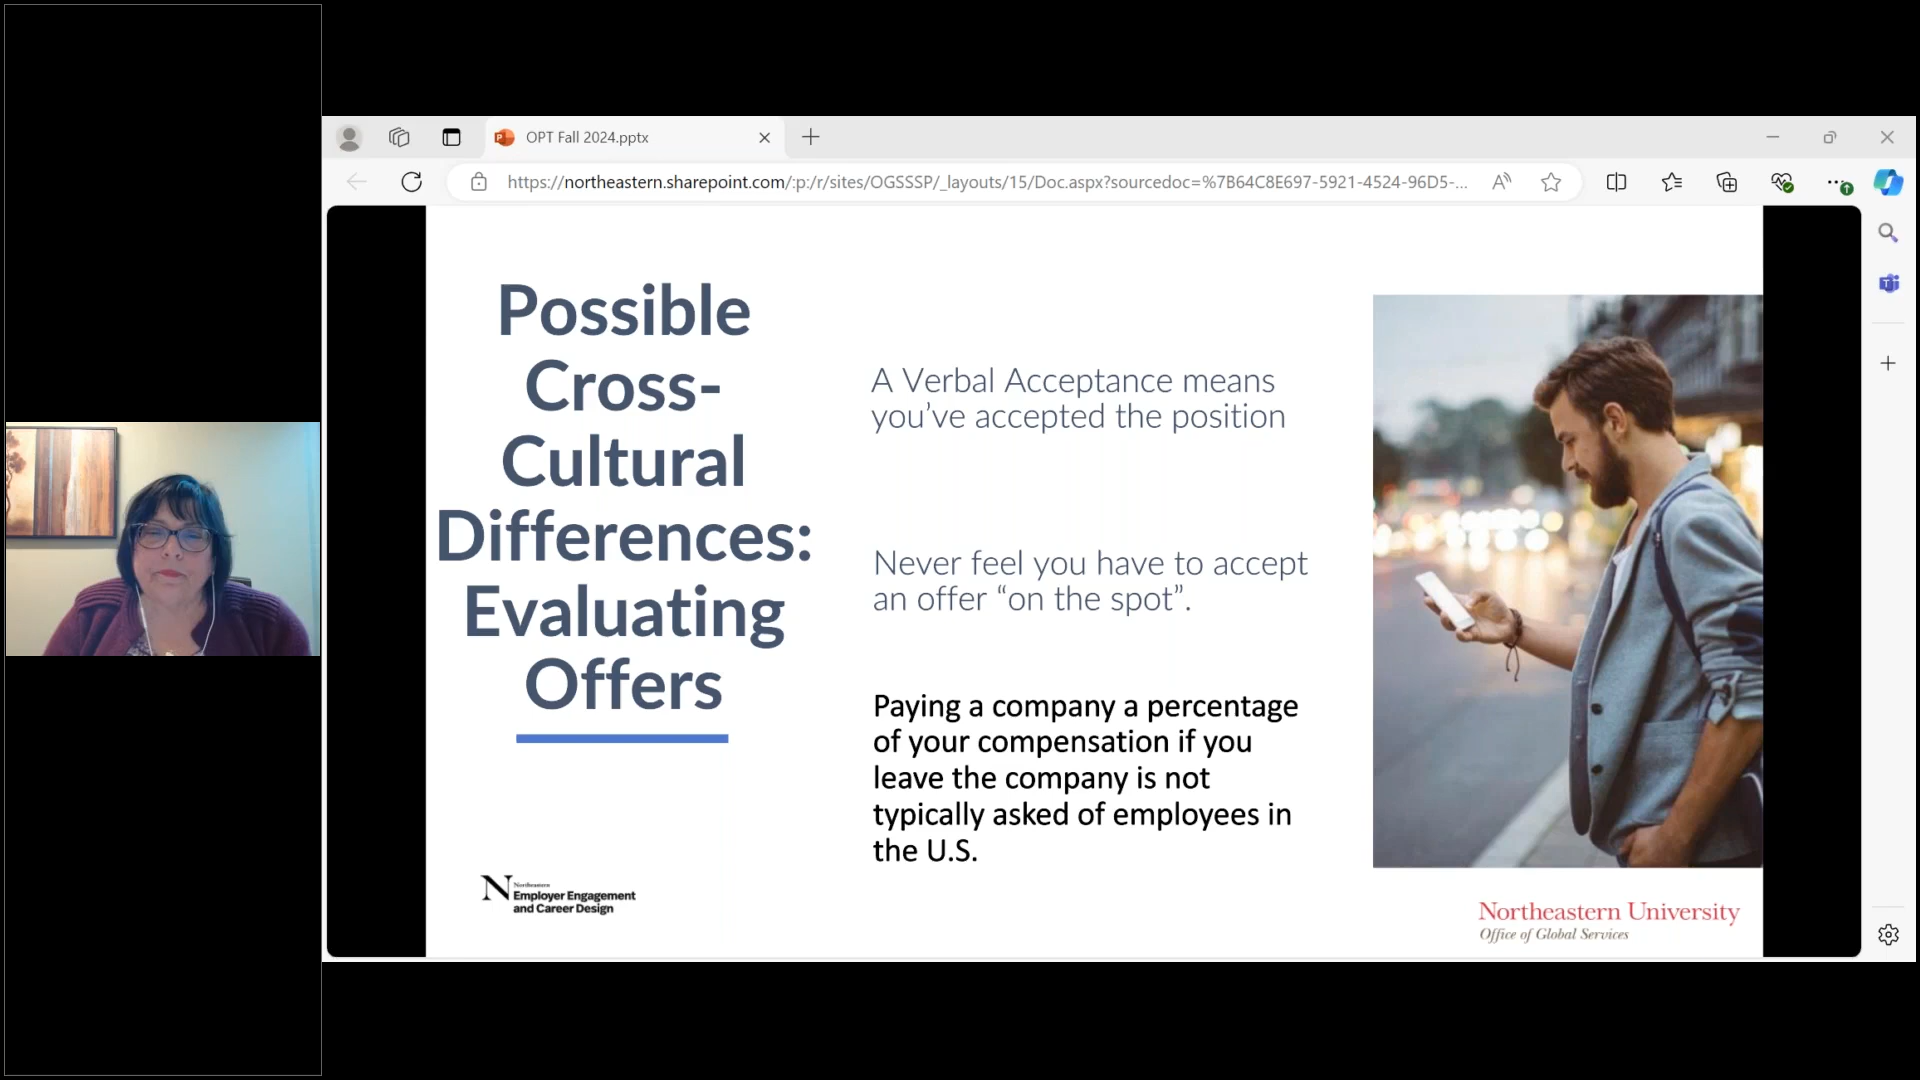 OPT Fall 2024.pptx
https://northeastern.sharepoint.com/:p:/r/sites/OGSSSP/_layouts/15/Doc.aspx?sourcedoc=%7B64C8E697-5921-4524-96D5-...
Possible
Cross-
Cultural
Differences:
Evaluating
Offers
A Verbal Acceptance means
you’ve accepted the position
Never feel you have to accept
an offer “on the spot”.
Paying a company a percentage
of your compensation if you
leave the company is not
typically asked of employees in
the U.S.
N Northeastern
Employer Engagement
and Career Design
Northeastern University
Office of Global Services